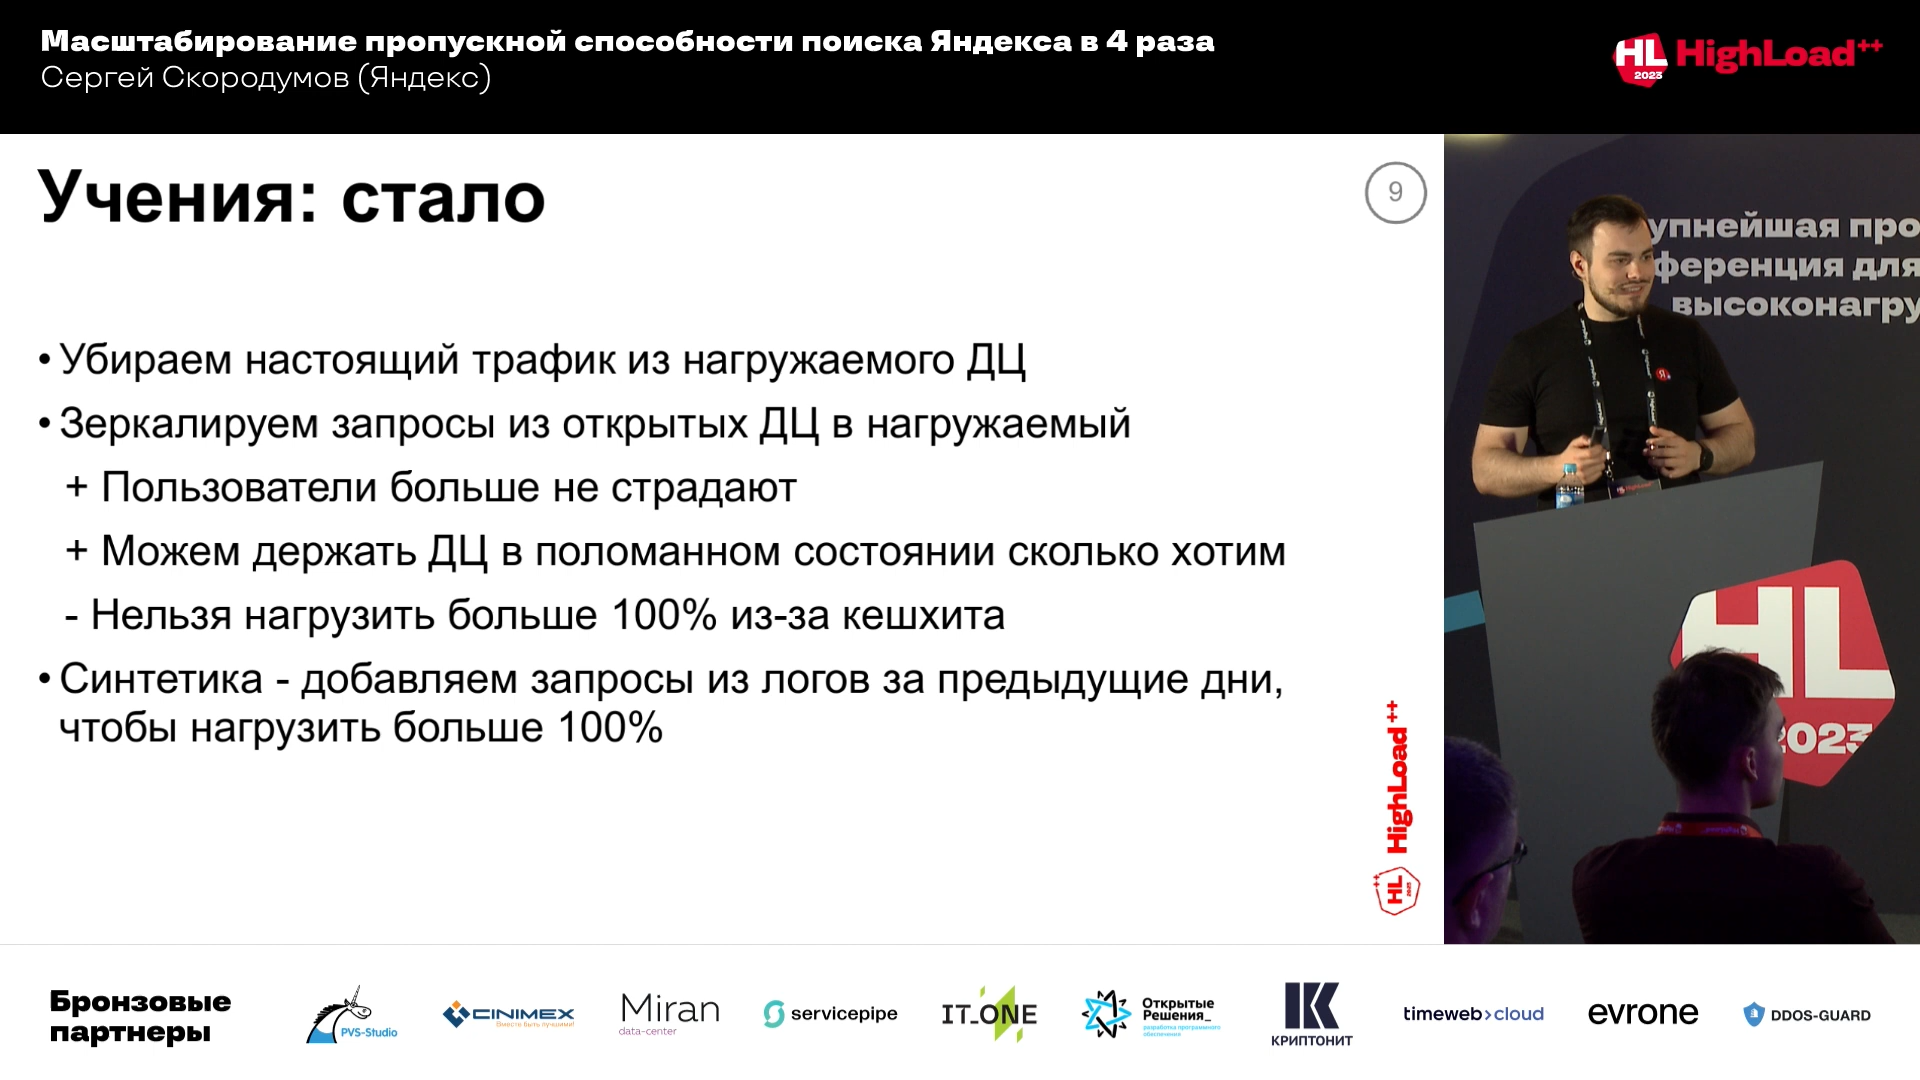 Масштабирование пропускной способности поиска Яндекса в 4 раза
Сергей Скородумов (Яндекс)
HL
2023
HighLoad++
Учения: стало
9
• Убираем настоящий трафик из нагружаемого ДЦ
• Зеркалируем запросы из открытых ДЦ в нагружаемый
+ Пользователи больше не страдают
+ Можем держать ДЦ в поломанном состоянии сколько хотим
- Нельзя нагрузить больше 100% из-за кешхита
• Синтетика - добавляем запросы из логов за предыдущие дни,
чтобы нагрузить больше 100%
HighLoad++
HL
упнейшая про
ференция для
высоконагру
HL
2023
Бронзовые
партнеры
PVS-Studio
CINIMEX
Вместе быть лучшими!
Miran
data-center
servicepipe
IT_ONE
Открытые
Решения_
разработка программного
обеспечения
КРИПТОНИТ
timeweb>cloud
evrone
DDOS-GUARD